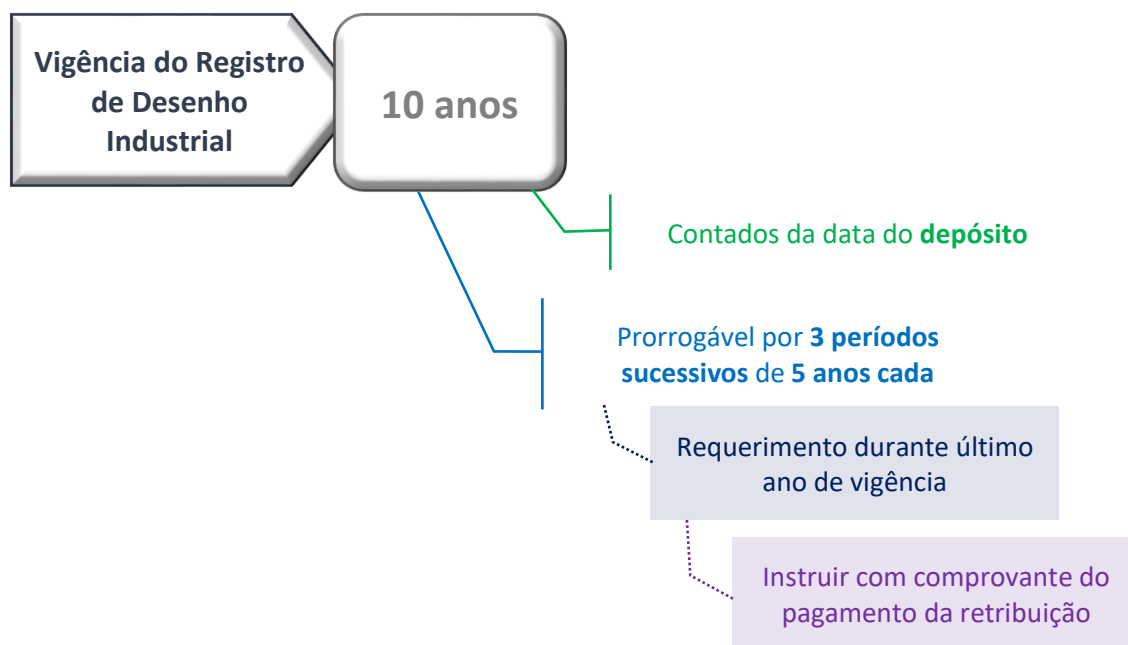 Vigência do Registro
de Desenho
Industrial
10 anos
Contados da data do depósito
Prorrogável por 3 períodos
sucessivos de 5 anos cada
Requerimento durante último
ano de vigência
Instruir com comprovante do
pagamento da retribuição